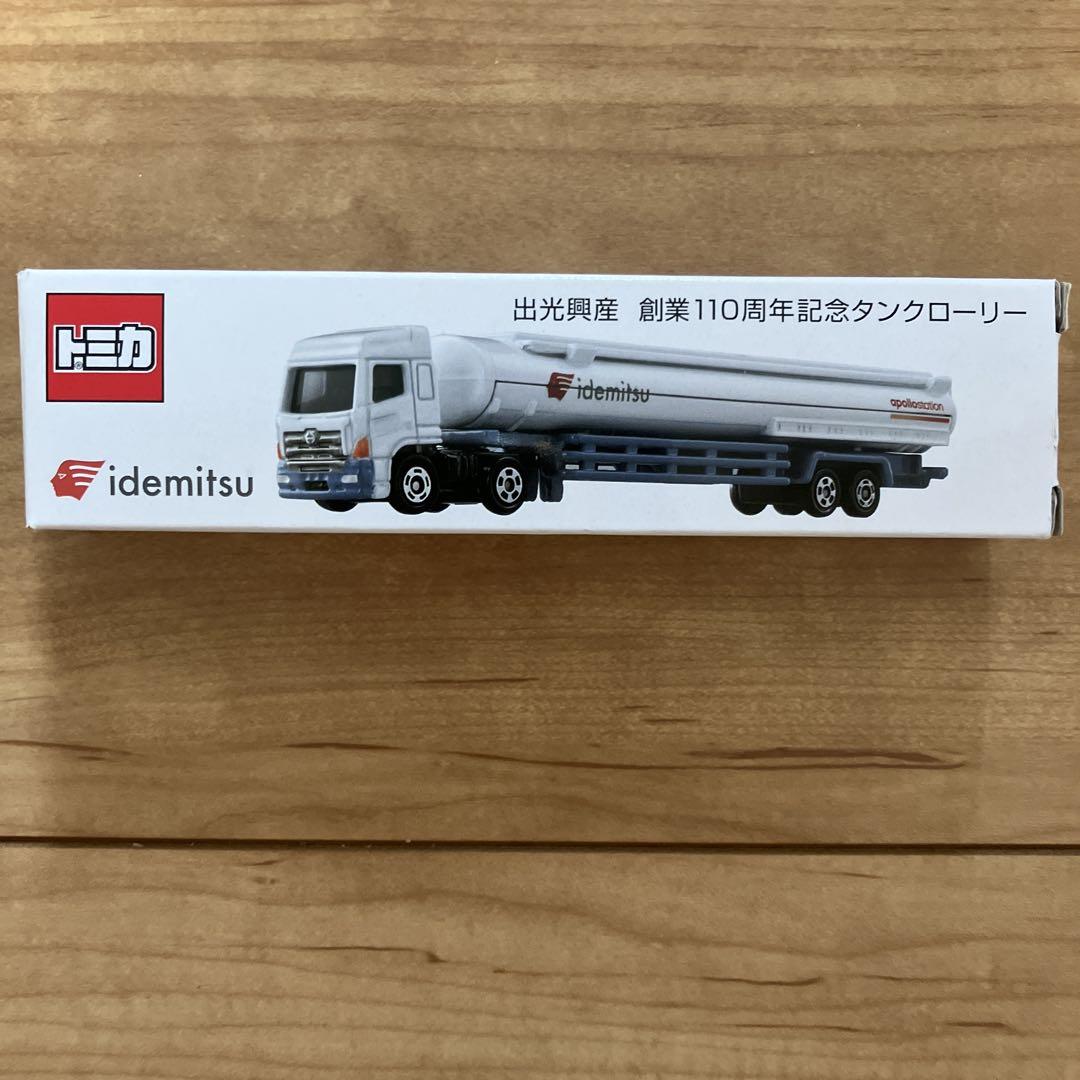 トミカ®
出光興産 創業110周年記念タンクローリー
idemitsu
apollostation
idemitsu